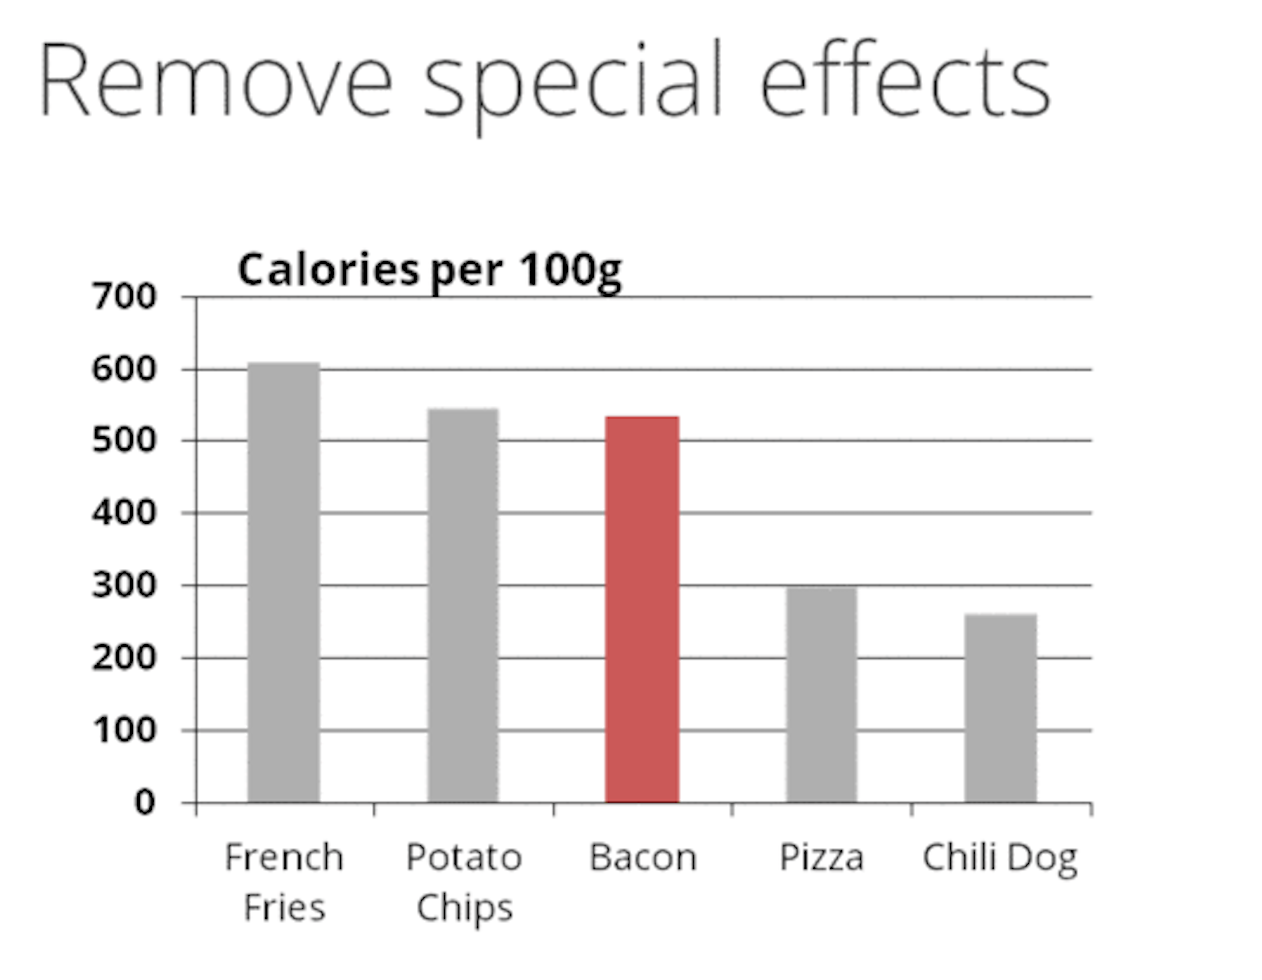 Remove special effects
Calories per 100g
700
600
500
400
300
200
100
0
French
Fries
Potato
Chips
Bacon
Pizza
Chili Dog